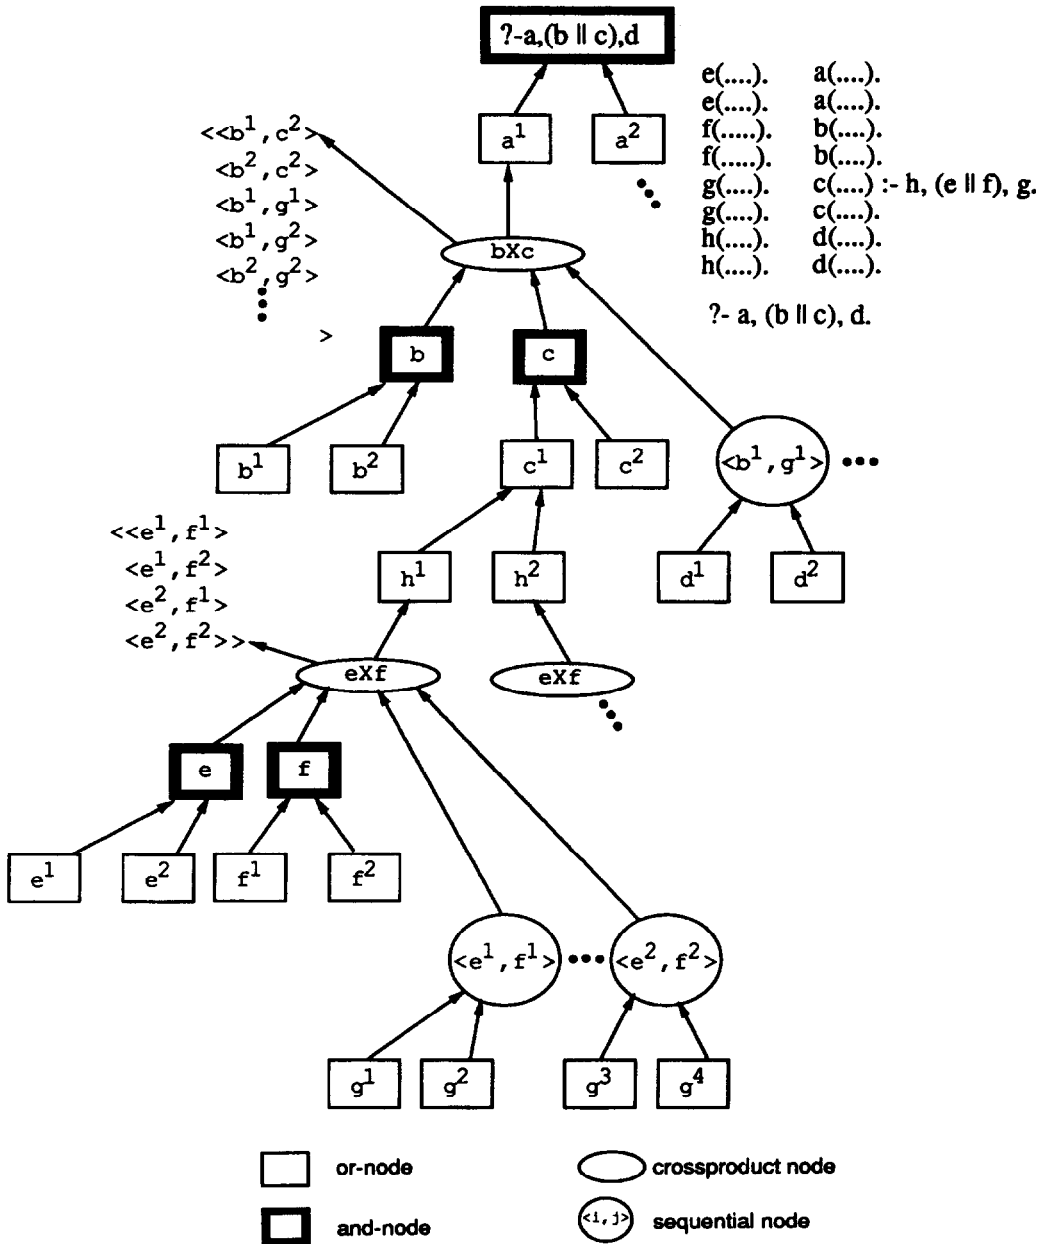 ?-a,(b || c),d
e(....). a(....).
e(....). a(....).
f(.....). b(....).
f(.....). b(....).
g(....). c(....) :- h, (e || f), g.
g(....). c(....).
h(....). d(....).
h(....). d(....).
?- a, (b || c), d.
a¹ a²
<<b¹,c²>
<b²,c²>
<b¹,g¹>
<b¹,g²>
<b²,g²>
>
bXc
b c
b¹ b² c¹ c² <b¹,g¹>
<<e¹,f¹>
<e¹,f²>
<e²,f¹>
<e²,f²>>
h¹ h² d¹ d²
eXf eXf
e f
e¹ e² f¹ f²
<e¹,f¹> <e²,f²>
g¹ g² g³ g⁴
or-node crossproduct node
and-node <i,j> sequential node